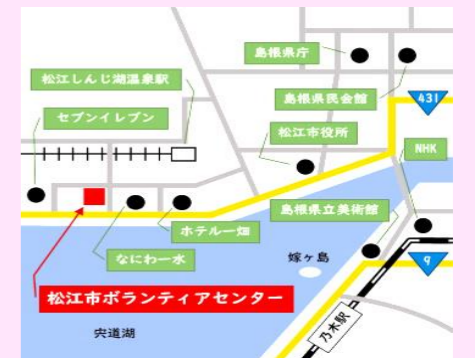 島根県庁
松江しんじ湖温泉駅
島根県民会館
431
セブンイレブン
松江市役所
NHK
島根県立美術館
ホテル一畑
なにわ一水
嫁ヶ島
9
松江市ボランティアセンター
乃木駅
宍道湖